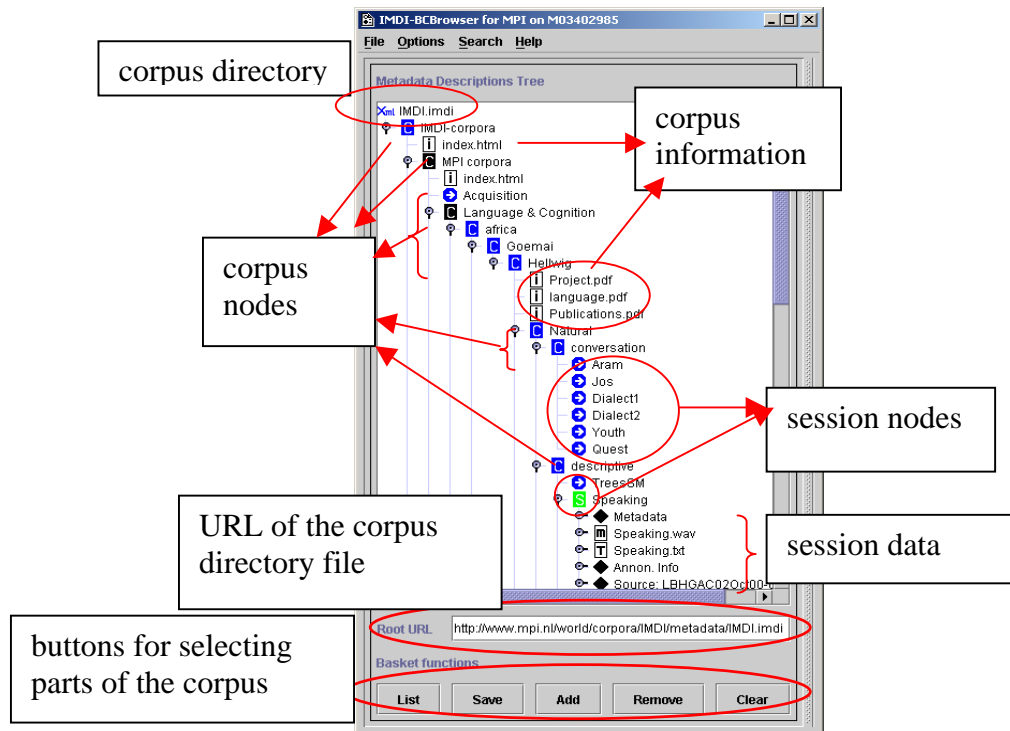 IMDI-BCBrowser for MPI on M03402985
File Options Search Help
corpus directory
Metadata Descriptions Tree
Xml IMDI.imdi
C IMDI-corpora
i index.html
C MPI corpora
i index.html
Acquisition
C Language & Cognition
C africa
C Goemai
C Hellwig
i Project.pdf
i language.pdf
i Publications.pdf
C Natural
C conversation
Aram
Jos
Dialect1
Dialect2
Youth
Quest
C descriptive
TreesSM
S Speaking
Metadata
m Speaking.wav
T Speaking.txt
Annon. Info
Source: LBHGAC02Oct00-
corpus
information
corpus
nodes
session nodes
session data
URL of the corpus
directory file
Root URL http://www.mpi.nl/world/corpora/IMDI/metadata/IMDI.imdi
buttons for selecting
parts of the corpus
Basket functions
List Save Add Remove Clear